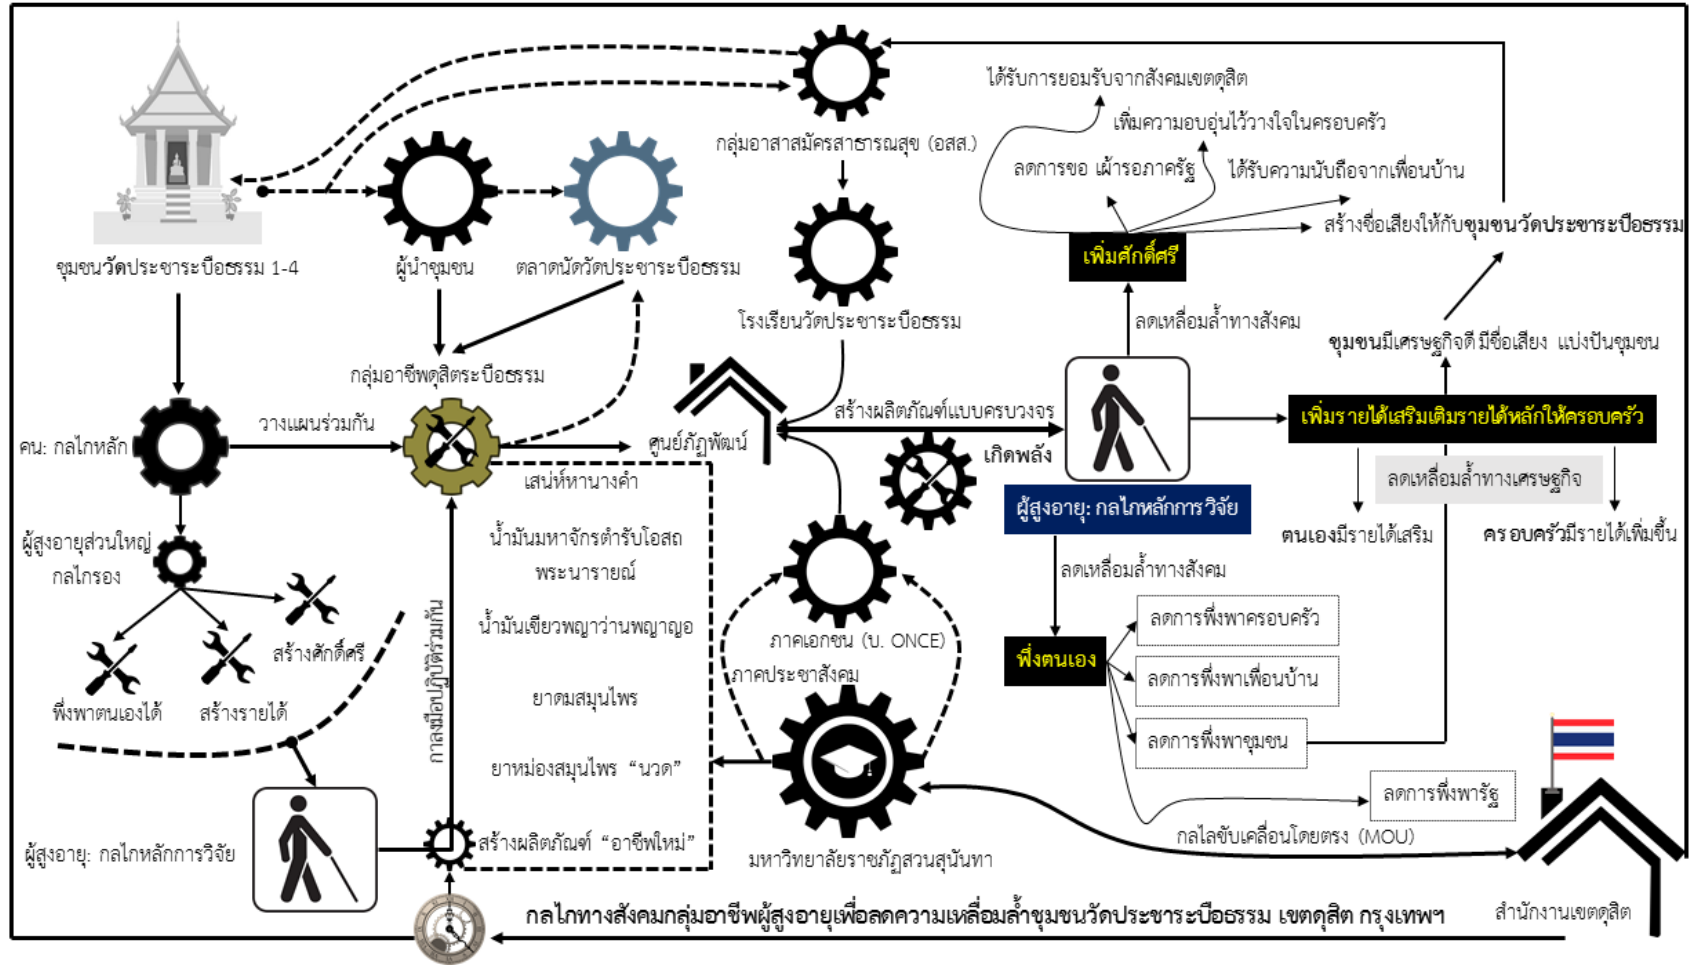 ได้รับการยอมรับจากสังคมเขตดุสิต
เพิ่มความอบอุ่นไว้วางใจในครอบครัว
กลุ่มอาสาสมัครสาธารณสุข (อสส.)
ลดการขอ เฝ้ารอภาครัฐ
ได้รับความนับถือจากเพื่อนบ้าน
สร้างชื่อเสียงให้กับชุมชนวัดประชาระบือธรรม
ชุมชนวัดประชาระบือธรรม 1-4
ผู้นำชุมชน
ตลาดนัดวัดประชาระบือธรรม
เพิ่มศักดิ์ศรี
โรงเรียนวัดประชาระบือธรรม
ลดเหลื่อมล้ำทางสังคม
ชุมชนมีเศรษฐกิจดี มีชื่อเสียง แบ่งปันชุมชน
กลุ่มอาชีพดุสิตระบือธรรม
วางแผนร่วมกัน
สร้างผลิตภัณฑ์แบบครบวงจร
เพิ่มรายได้เสริมเติมรายได้หลักให้ครอบครัว
คน: กลไกหลัก
ศูนย์ภัฏพัฒน์
เกิดพลัง
เสน่ห์หานางคำ
ลดเหลื่อมล้ำทางเศรษฐกิจ
ผู้สูงอายุ: กลไกหลักการวิจัย
ผู้สูงอายุส่วนใหญ่
กลไกรอง
น้ำมันมหาจักรตำรับโอสถ
พระนารายณ์
ตนเองมีรายได้เสริม
ครอบครัวมีรายได้เพิ่มขึ้น
ลดเหลื่อมล้ำทางสังคม
น้ำมันเขียวพญาว่านพญาญอ
ภาคเอกชน (บ. ONCE)
ลดการพึ่งพาครอบครัว
สร้างศักดิ์ศรี
ภาคประชาสังคม
พึ่งตนเอง
ลดการพึ่งพาเพื่อนบ้าน
กาลงมือปฏิบัติร่วมกัน
ยาดมสมุนไพร
พึ่งพาตนเองได้
สร้างรายได้
ลดการพึ่งพาชุมชน
ยาหม่องสมุนไพร “นวด”
ลดการพึ่งพารัฐ
กลไลขับเคลื่อนโดยตรง (MOU)
ผู้สูงอายุ: กลไกหลักการวิจัย
สร้างผลิตภัณฑ์ “อาชีพใหม่”
มหาวิทยาลัยราชภัฏสวนสุนันทา
กลไกทางสังคมกลุ่มอาชีพผู้สูงอายุเพื่อลดความเหลื่อมล้ำชุมชนวัดประชาระบือธรรม เขตดุสิต กรุงเทพฯ
สำนักงานเขตดุสิต